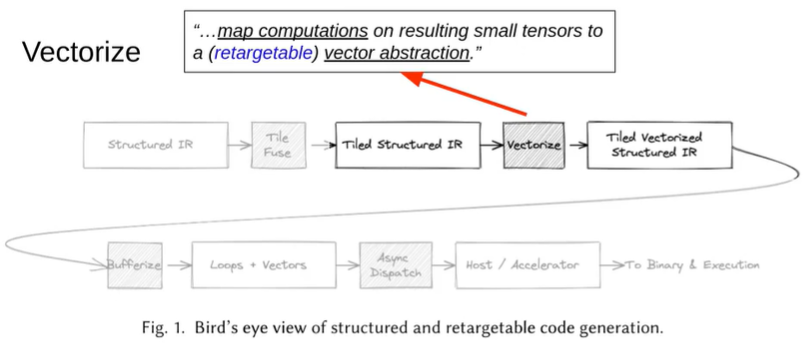 Vectorize
“…map computations on resulting small tensors to
a (retargetable) vector abstraction.”
Structured IR
Tile
Fuse
Tiled Structured IR
Vectorize
Tiled Vectorized
Structured IR
Bufferize
Loops + Vectors
Async
Dispatch
Host / Accelerator
To Binary & Execution
Fig. 1. Bird’s eye view of structured and retargetable code generation.